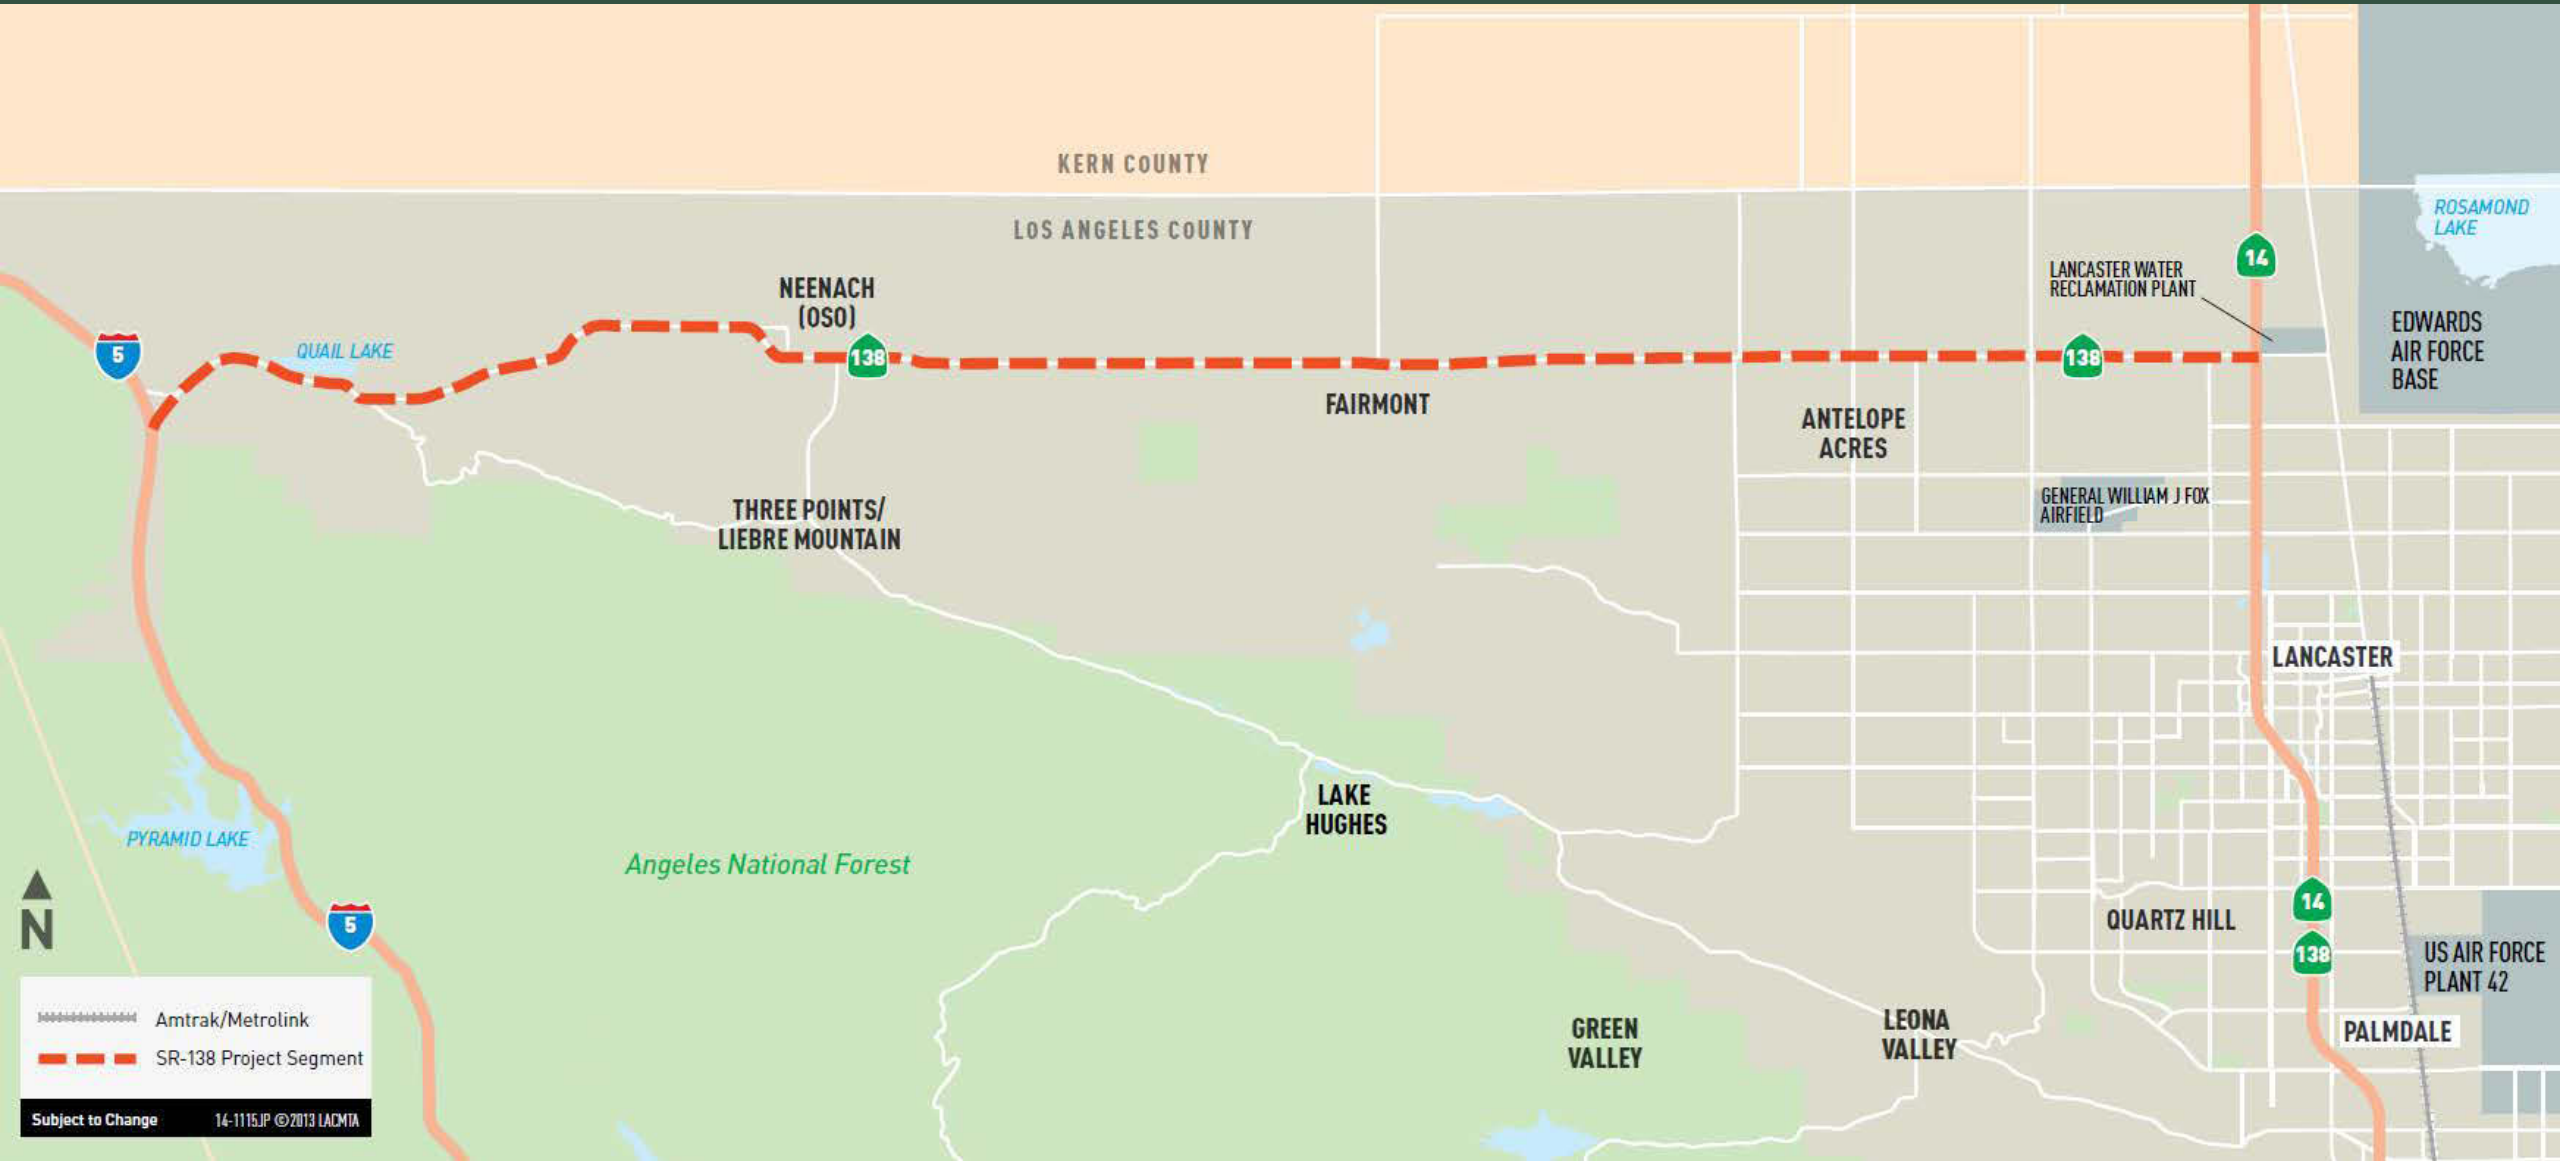 KERN COUNTY
LOS ANGELES COUNTY
ROSAMOND
LAKE
14
LANCASTER WATER
RECLAMATION PLANT
NEENACH
(OSO)
EDWARDS
AIR FORCE
BASE
5
QUAIL LAKE
138
138
FAIRMONT
ANTELOPE
ACRES
GENERAL WILLIAM J FOX
AIRFIELD
THREE POINTS/
LIEBRE MOUNTAIN
LANCASTER
LAKE
HUGHES
PYRAMID LAKE
Angeles National Forest
14
5
N
QUARTZ HILL
138
US AIR FORCE
PLANT 42
GREEN
VALLEY
LEONA
VALLEY
PALMDALE
Amtrak/Metrolink
SR-138 Project Segment
Subject to Change 14-1115JP ©2013 LACMTA